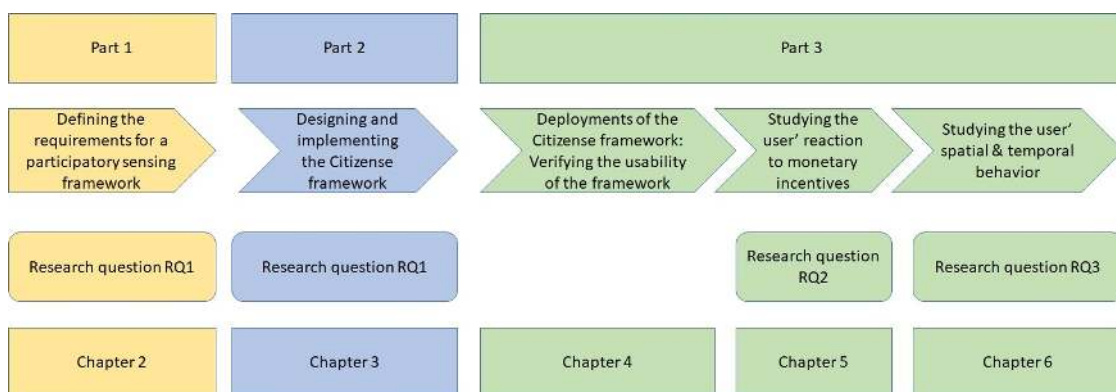 Part 1
Part 2
Part 3
Defining the
requirements for a
participatory sensing
framework
Designing and
implementing
the Citizense
framework
Deployments of the
Citizense framework:
Verifying the usability
of the framework
Studying the
user' reaction
to monetary
incentives
Studying the user'
spatial & temporal
behavior
Research question RQ1
Research question RQ1
Research question
RQ2
Research question RQ3
Chapter 2
Chapter 3
Chapter 4
Chapter 5
Chapter 6